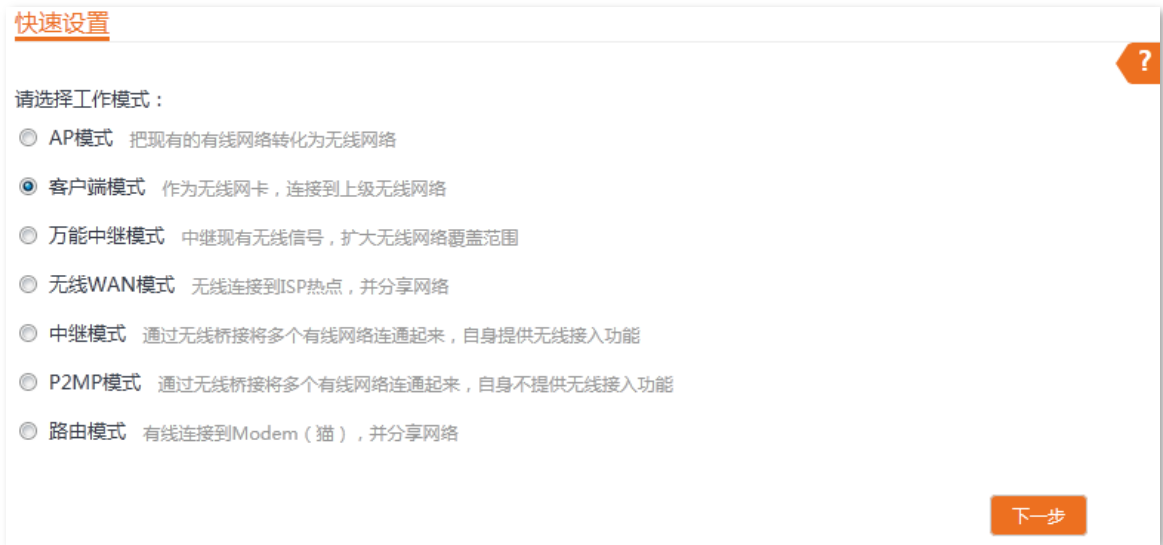 快速设置
?
请选择工作模式：
AP模式 把现有的有线网络转化为无线网络
客户端模式 作为无线网卡，连接到上级无线网络
万能中继模式 中继现有无线信号，扩大无线网络覆盖范围
无线WAN模式 无线连接到ISP热点，并分享网络
中继模式 通过无线桥接将多个有线网络连通起来，自身提供无线接入功能
P2MP模式 通过无线桥接将多个有线网络连通起来，自身不提供无线接入功能
路由模式 有线连接到Modem（猫），并分享网络
下一步